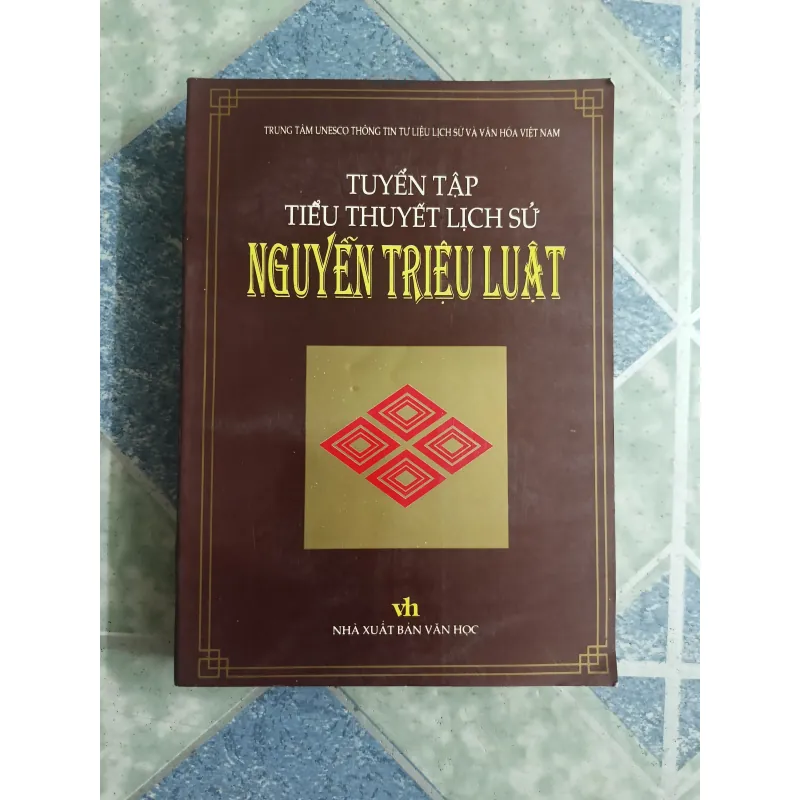 TRUNG TÂM UNESCO THÔNG TIN TƯ LIỆU LỊCH SỬ VÀ VĂN HÓA VIỆT NAM
TUYỂN TẬP
TIỂU THUYẾT LỊCH SỬ
NGUYỄN TRIỆU LUẬT
vh
NHÀ XUẤT BẢN VĂN HỌC